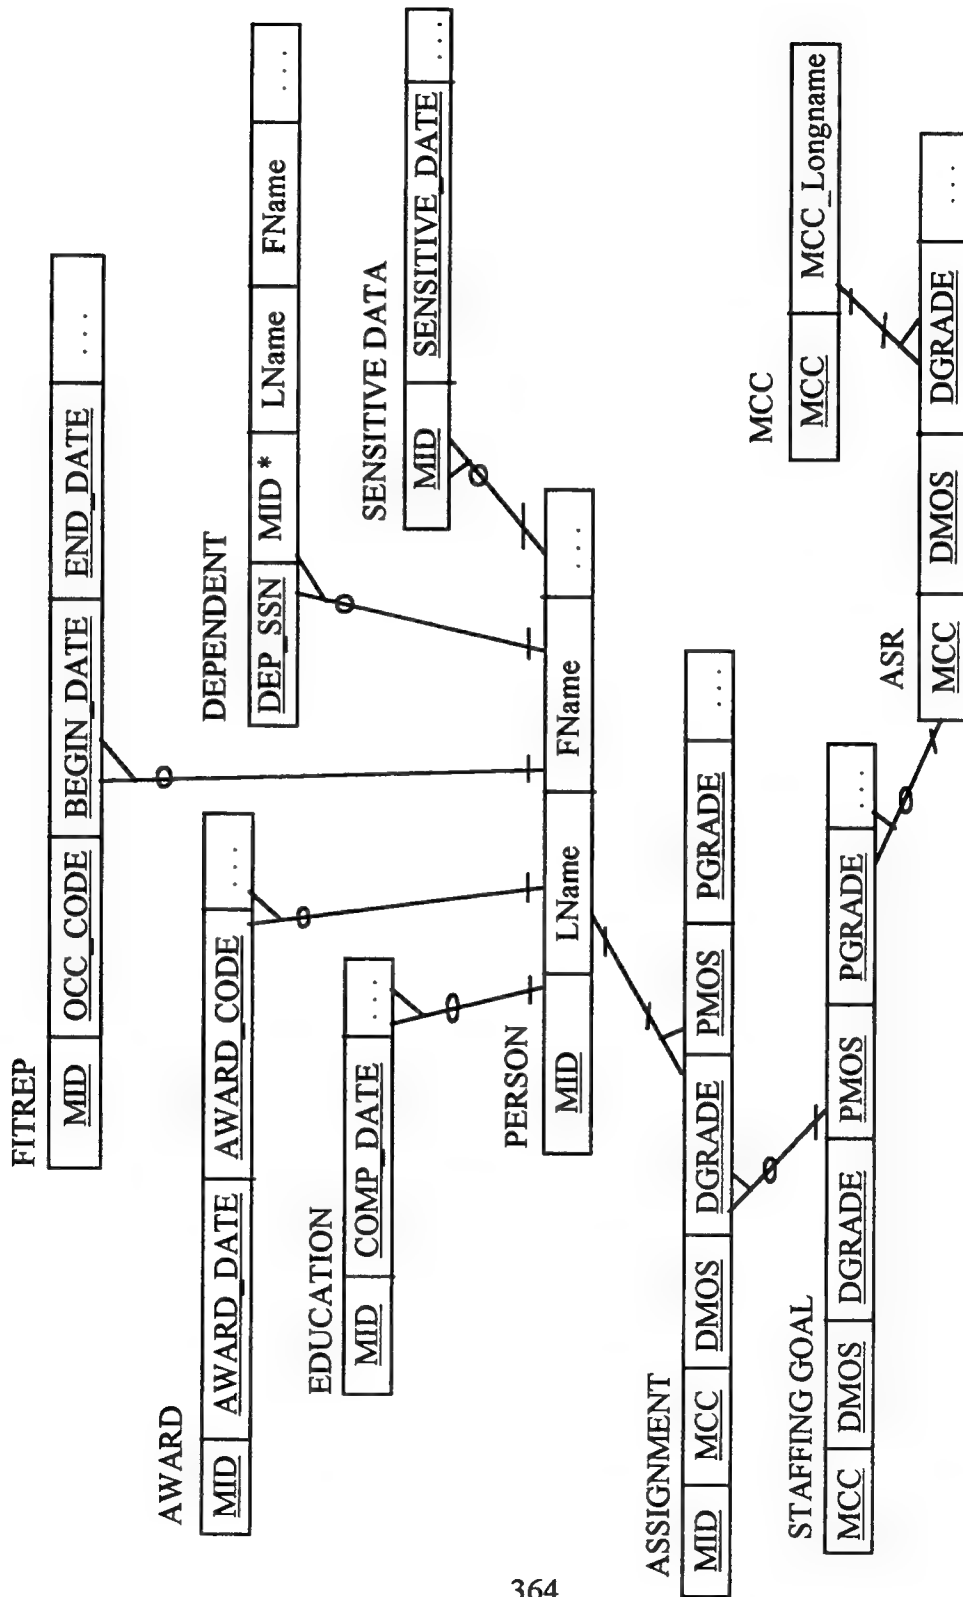 FITREP
MID OCC_CODE BEGIN_DATE END_DATE ...
AWARD
MID AWARD_DATE AWARD_CODE ...
DEPENDENT
DEP_SSN MID * LName FName ...
EDUCATION
MID COMP_DATE ...
SENSITIVE DATA
MID SENSITIVE_DATE ...
PERSON
MID LName FName ...
ASSIGNMENT
MID MCC DMOS DGRADE PMOS PGRADE ...
MCC
MCC MCC_Longname
STAFFING GOAL
MCC DMOS DGRADE PMOS PGRADE ...
ASR
MCC DMOS DGRADE ...
364